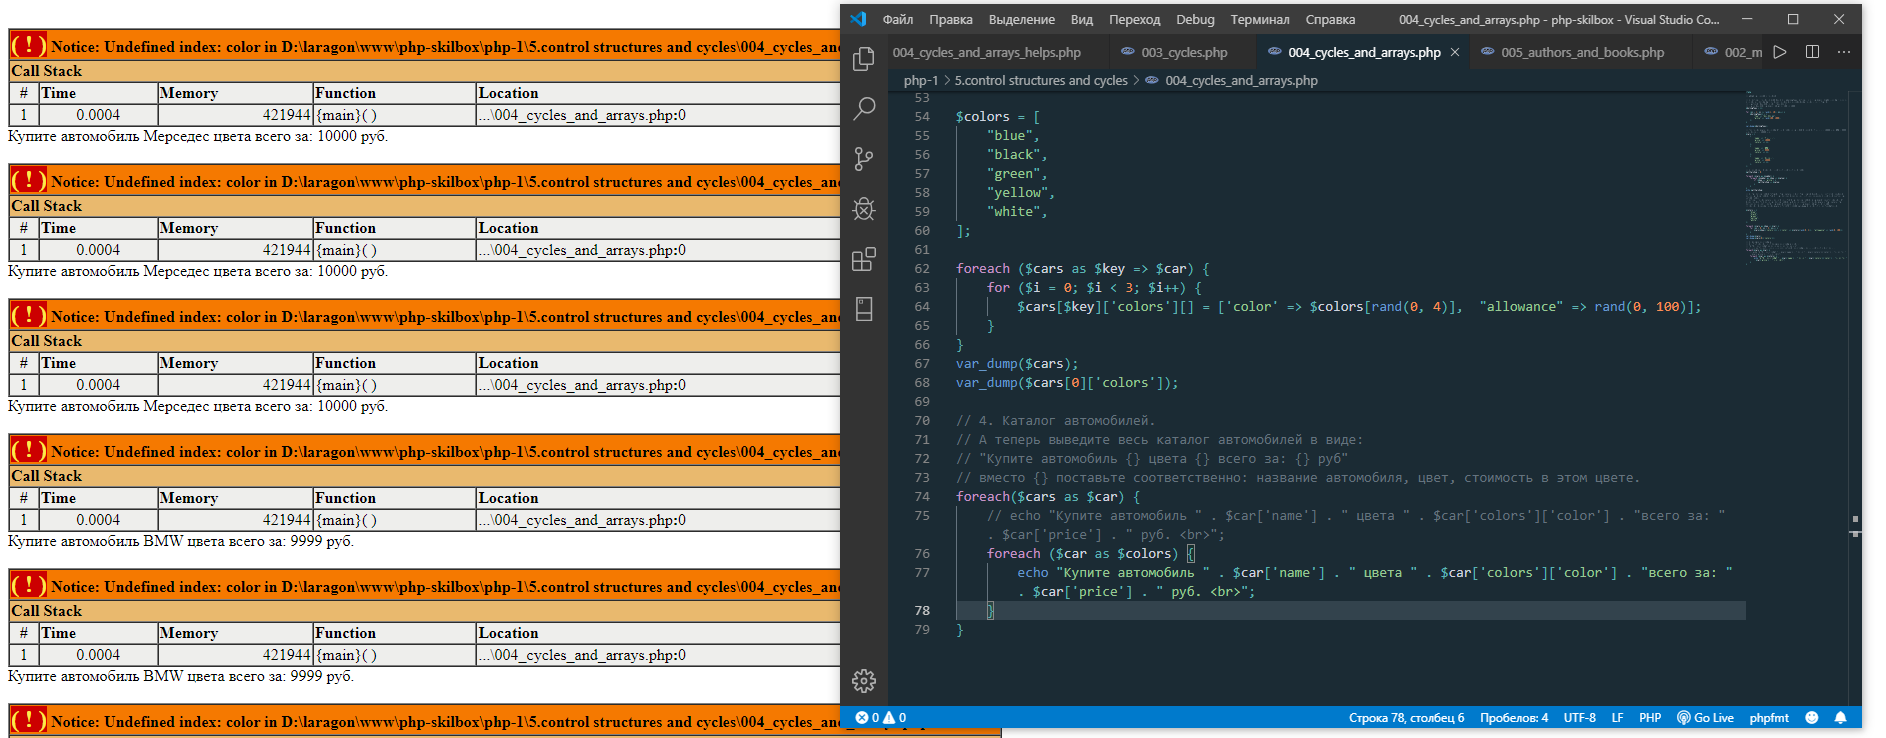 ( ! ) Notice: Undefined index: color in D:\laragon\www\php-skilbox\php-1\5.control structures and cycles\004_cycles_and
Call Stack
# Time Memory Function Location
1 0.0004 421944 {main}( ) ...\004_cycles_and_arrays.php:0
Купите автомобиль Мерседес цвета всего за: 10000 руб.
( ! ) Notice: Undefined index: color in D:\laragon\www\php-skilbox\php-1\5.control structures and cycles\004_cycles_and
Call Stack
# Time Memory Function Location
1 0.0004 421944 {main}( ) ...\004_cycles_and_arrays.php:0
Купите автомобиль Мерседес цвета всего за: 10000 руб.
( ! ) Notice: Undefined index: color in D:\laragon\www\php-skilbox\php-1\5.control structures and cycles\004_cycles_and
Call Stack
# Time Memory Function Location
1 0.0004 421944 {main}( ) ...\004_cycles_and_arrays.php:0
Купите автомобиль Мерседес цвета всего за: 10000 руб.
( ! ) Notice: Undefined index: color in D:\laragon\www\php-skilbox\php-1\5.control structures and cycles\004_cycles_and
Call Stack
# Time Memory Function Location
1 0.0004 421944 {main}( ) ...\004_cycles_and_arrays.php:0
Купите автомобиль BMW цвета всего за: 9999 руб.
( ! ) Notice: Undefined index: color in D:\laragon\www\php-skilbox\php-1\5.control structures and cycles\004_cycles_and
Call Stack
# Time Memory Function Location
1 0.0004 421944 {main}( ) ...\004_cycles_and_arrays.php:0
Купите автомобиль BMW цвета всего за: 9999 руб.
( ! ) Notice: Undefined index: color in D:\laragon\www\php-skilbox\php-1\5.control structures and cycles\004_cycles_and
Файл Правка Выделение Вид Переход Debug Терминал Справка 004_cycles_and_arrays.php - php-skilbox - Visual Studio Co...
004_cycles_and_arrays_helps.php 003_cycles.php 004_cycles_and_arrays.php 005_authors_and_books.php 002_m
php-1 > 5.control structures and cycles > 004_cycles_and_arrays.php
53
54 $colors = [
55 "blue",
56 "black",
57 "green",
58 "yellow",
59 "white",
60 ];
61
62 foreach ($cars as $key => $car) {
63 for ($i = 0; $i < 3; $i++) {
64 $cars[$key]['colors'][] = ['color' => $colors[rand(0, 4)], "allowance" => rand(0, 100)];
65 }
66 }
67 var_dump($cars);
68 var_dump($cars[0]['colors']);
69
70 // 4. Каталог автомобилей.
71 // А теперь выведите весь каталог автомобилей в виде:
72 // "Купите автомобиль {} цвета {} всего за: {} руб"
73 // вместо {} поставьте соответственно: название автомобиля, цвет, стоимость в этом цвете.
74 foreach($cars as $car) {
75 // echo "Купите автомобиль " . $car['name'] . " цвета " . $car['colors']['color'] . "всего за: "
. $car['price'] . " руб. <br>";
76 foreach ($car as $colors) {
77 echo "Купите автомобиль " . $car['name'] . " цвета " . $car['colors']['color'] . "всего за: "
. $car['price'] . " руб. <br>";
78 }
79 }
0 0 Строка 78, столбец 6 Пробелов: 4 UTF-8 LF PHP Go Live phpfmt